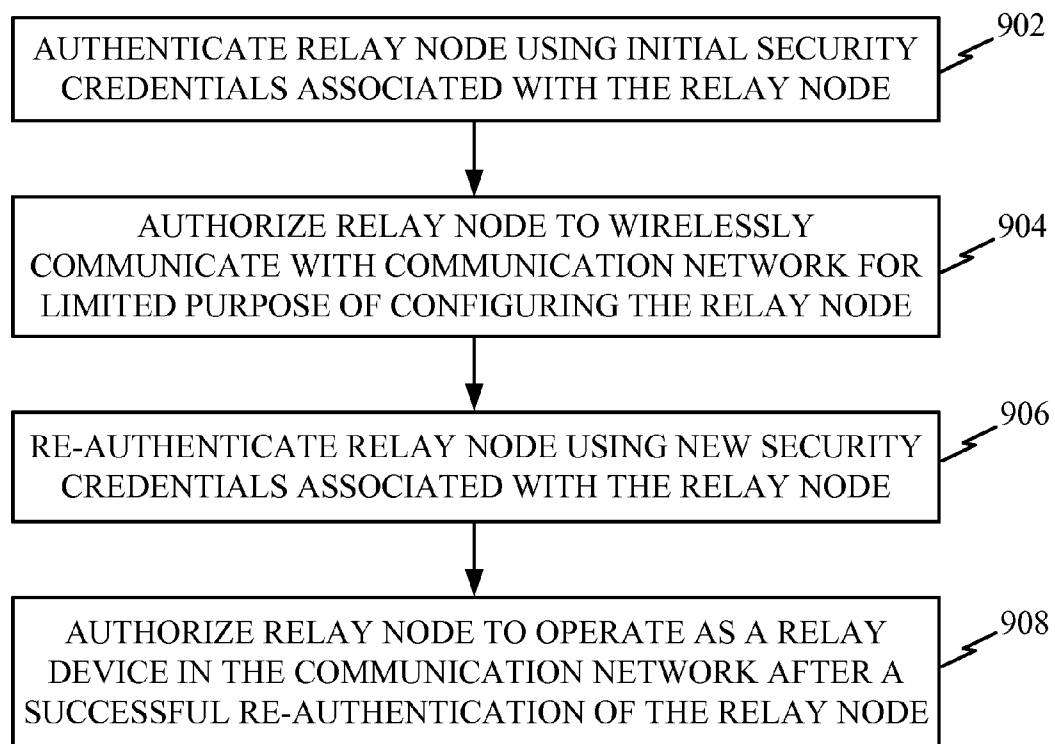 902
AUTHENTICATE RELAY NODE USING INITIAL SECURITY
CREDENTIALS ASSOCIATED WITH THE RELAY NODE
904
AUTHORIZE RELAY NODE TO WIRELESSLY
COMMUNICATE WITH COMMUNICATION NETWORK FOR
LIMITED PURPOSE OF CONFIGURING THE RELAY NODE
906
RE-AUTHENTICATE RELAY NODE USING NEW SECURITY
CREDENTIALS ASSOCIATED WITH THE RELAY NODE
908
AUTHORIZE RELAY NODE TO OPERATE AS A RELAY
DEVICE IN THE COMMUNICATION NETWORK AFTER A
SUCCESSFUL RE-AUTHENTICATION OF THE RELAY NODE